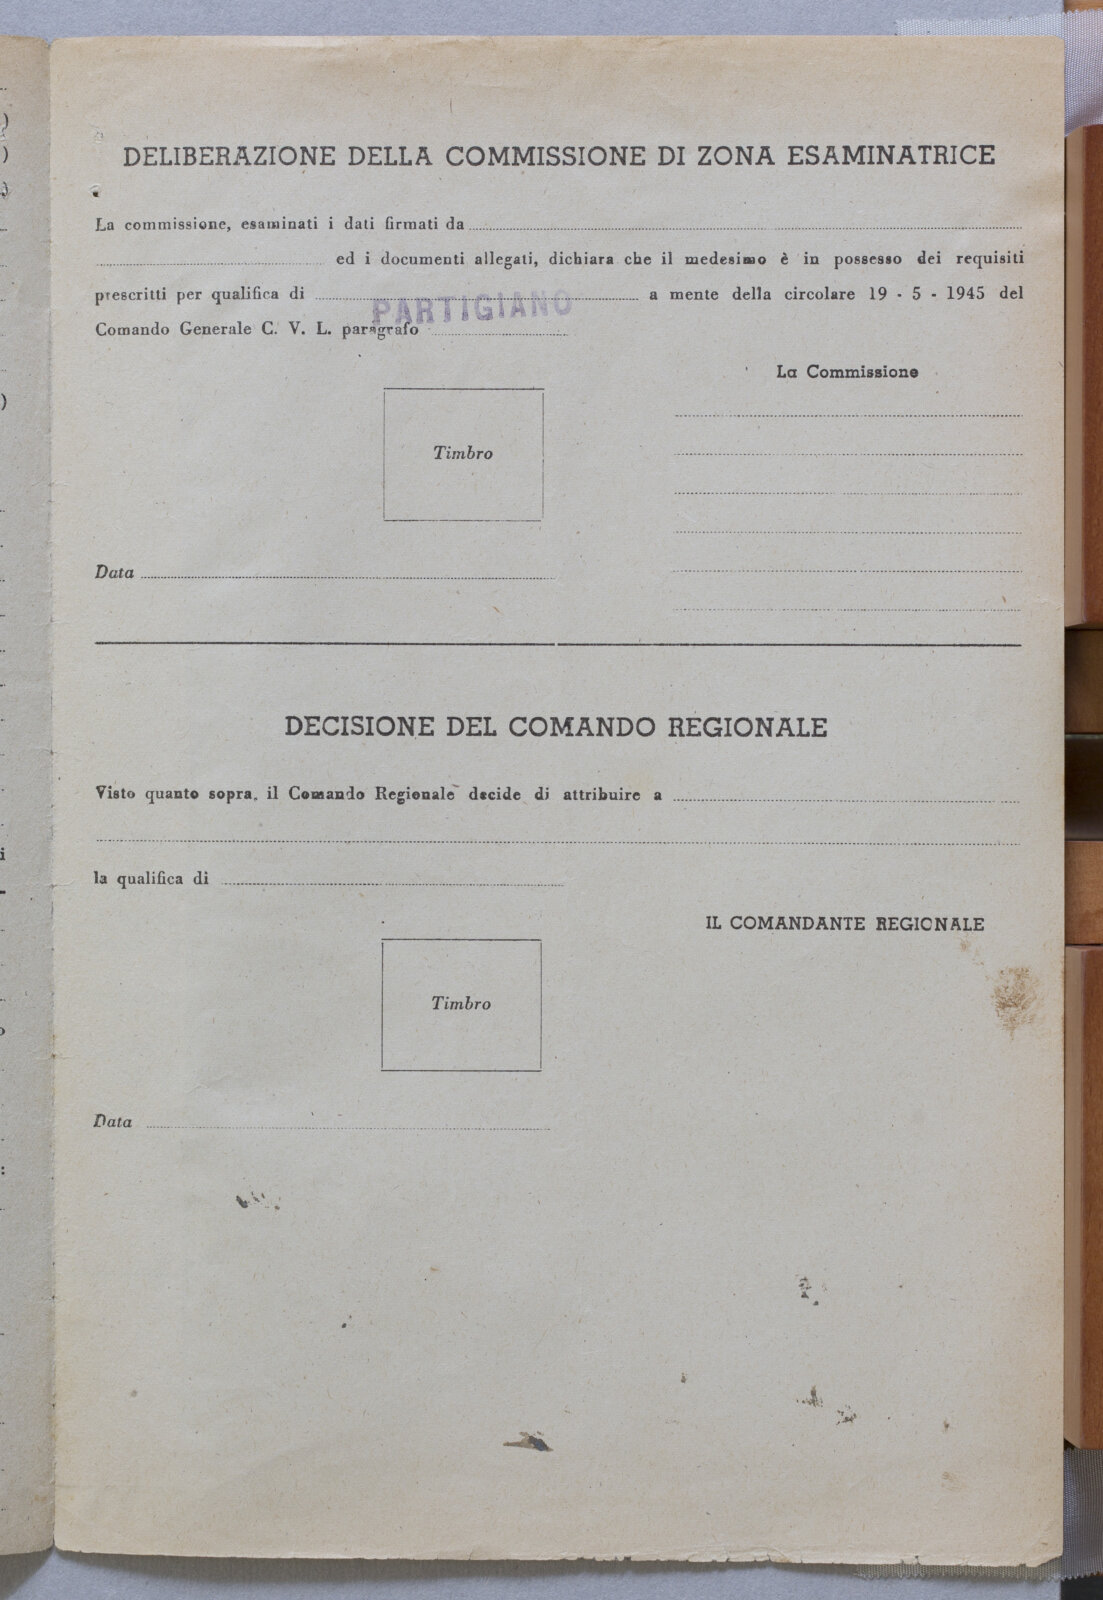 DELIBERAZIONE DELLA COMMISSIONE DI ZONA ESAMINATRICE
La commissione, esaminati i dati firmati da
ed i documenti allegati, dichiara che il medesimo è in possesso dei requisiti
prescritti per qualifica di PARTIGIANO a mente della circolare 19 - 5 - 1945 del
Comando Generale C. V. L. paragrafo
La Commissione
Timbro
Data
DECISIONE DEL COMANDO REGIONALE
Visto quanto sopra, il Comando Regionale decide di attribuire a
la qualifica di
IL COMANDANTE REGIONALE
Timbro
Data